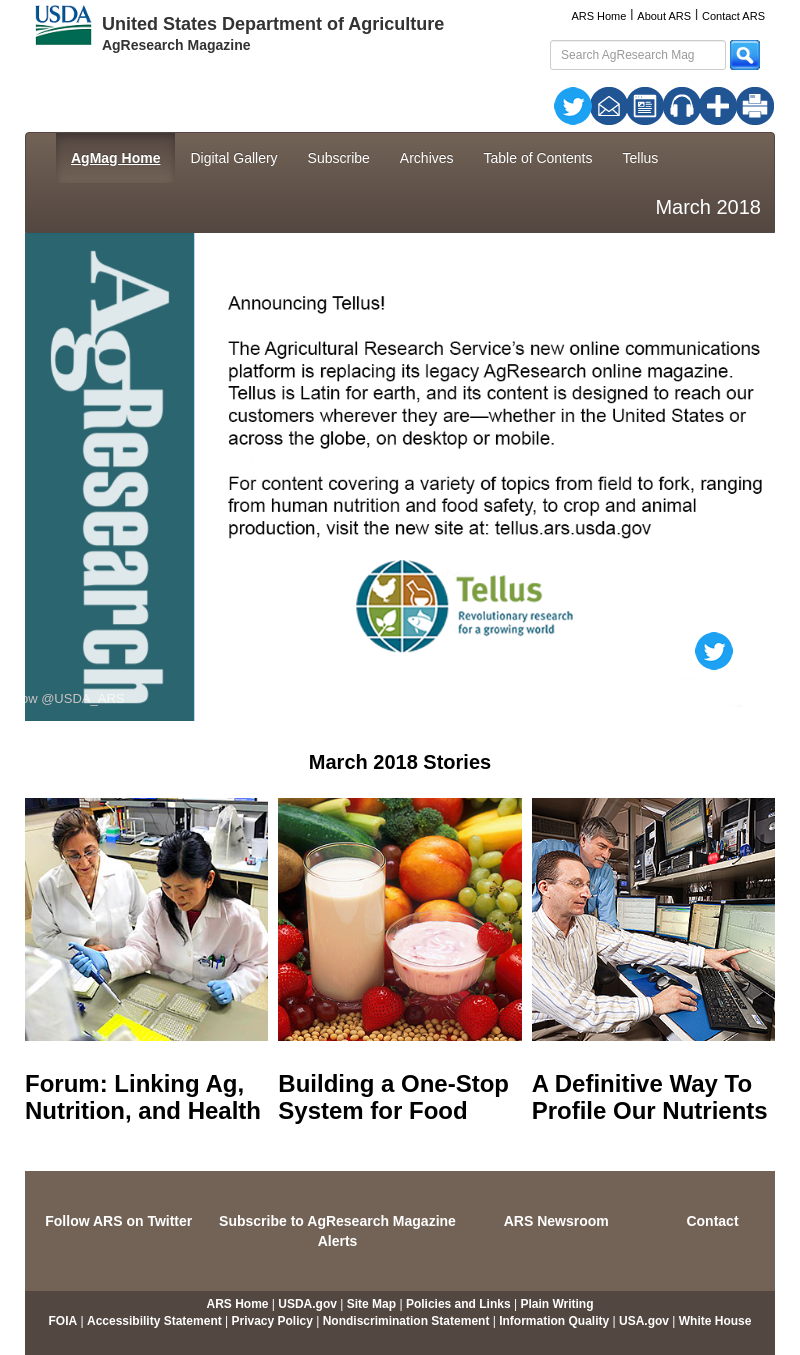 USDA
United States Department of Agriculture
AgResearch Magazine
ARS Home | About ARS | Contact ARS
Search AgResearch Mag
AgMag Home Digital Gallery Subscribe Archives Table of Contents Tellus
March 2018
AgResearch
Announcing Tellus!
The Agricultural Research Service's new online communications
platform is replacing its legacy AgResearch online magazine.
Tellus is Latin for earth, and its content is designed to reach our
customers wherever they are—whether in the United States or
across the globe, on desktop or mobile.
For content covering a variety of topics from field to fork, ranging
from human nutrition and food safety, to crop and animal
production, visit the new site at: tellus.ars.usda.gov
Tellus
Revolutionary research
for a growing world
ow @USDA_ARS
March 2018 Stories
Forum: Linking Ag,
Nutrition, and Health
Building a One-Stop
System for Food
A Definitive Way To
Profile Our Nutrients
Follow ARS on Twitter
Subscribe to AgResearch Magazine
Alerts
ARS Newsroom
Contact
ARS Home | USDA.gov | Site Map | Policies and Links | Plain Writing
FOIA | Accessibility Statement | Privacy Policy | Nondiscrimination Statement | Information Quality | USA.gov | White House